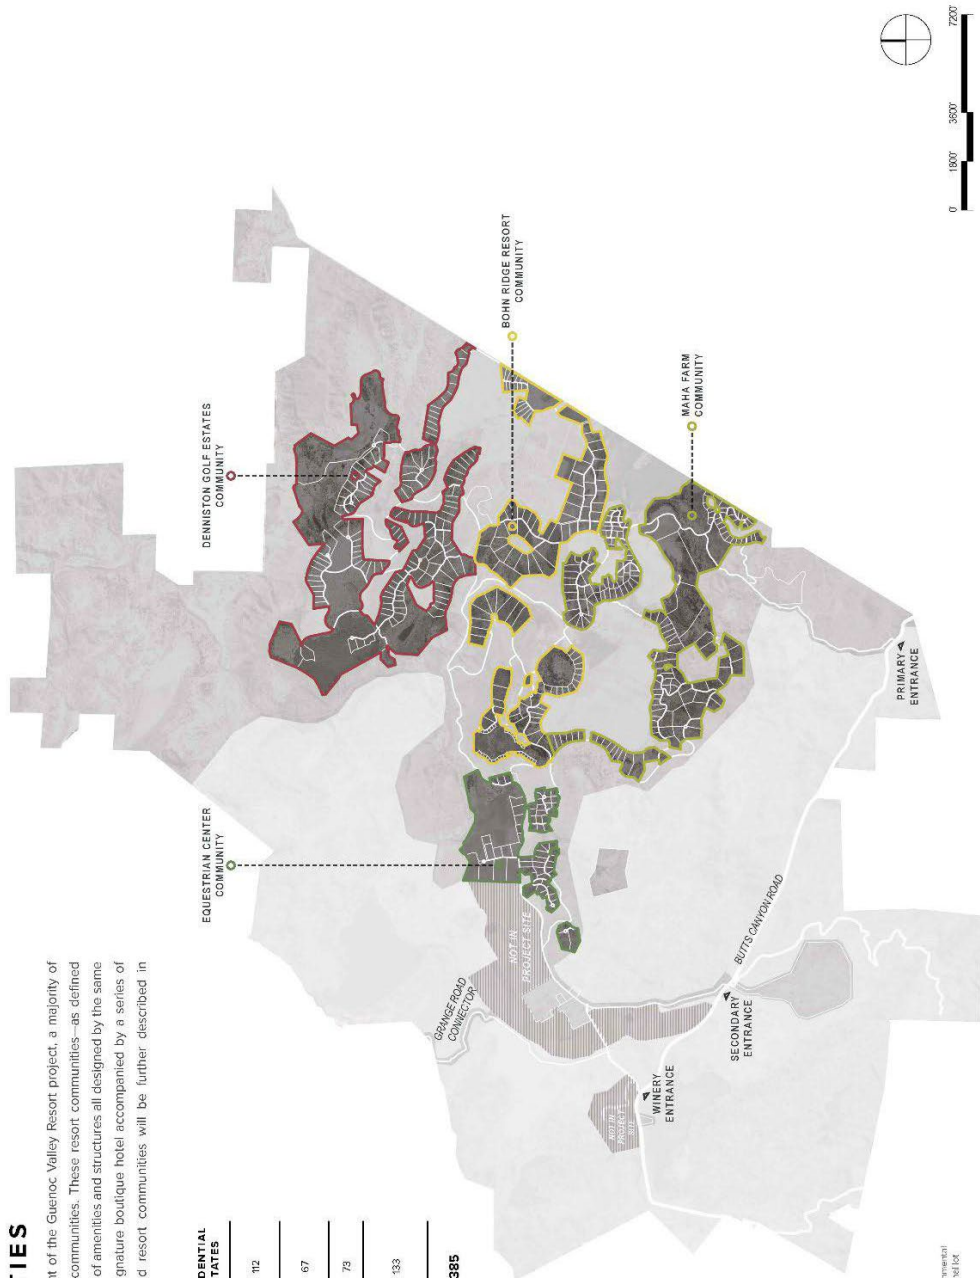 TIES
nt of the Guenoc Valley Resort project, a majority of
communities. These resort communities—as defined
of amenities and structures all designed by the same
gnature boutique hotel accompanied by a series of
d resort communities will be further described in
DENTIAL
TATES
112
67
73
133
385
EQUESTRIAN CENTER
COMMUNITY
DENNISTON GOLF ESTATES
COMMUNITY
BOHN RIDGE RESORT
COMMUNITY
MAHA FARM
COMMUNITY
GRANGE ROAD
CONNECTOR
NOT IN
PROJECT SITE
NOT IN
PROJECT
SITE
WINERY
ENTRANCE
SECONDARY
ENTRANCE
BUTTS CANYON ROAD
PRIMARY
ENTRANCE
0'
1800'
3600'
7200'
nmental